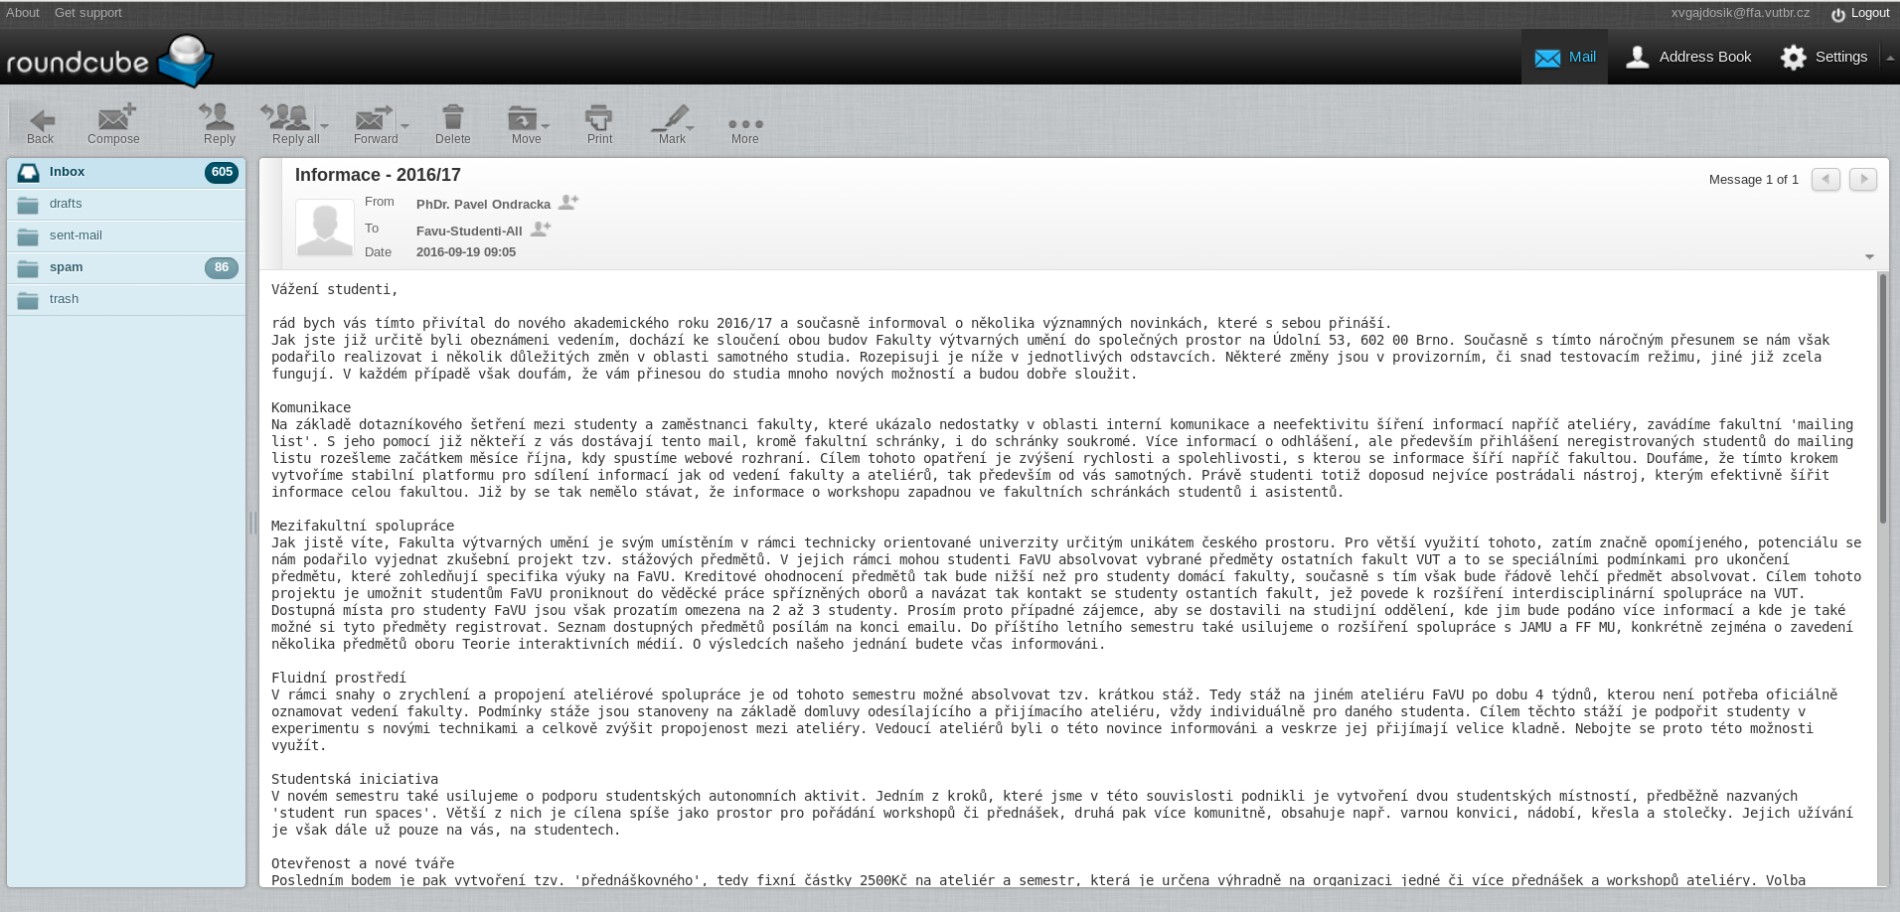 About Get support
xvgajdosik@ffa.vutbr.cz Logout
roundcube
Mail Address Book Settings
Back Compose Reply Reply all Forward Delete Move Print Mark More
Inbox 605
drafts
sent-mail
spam 86
trash
Informace - 2016/17
Message 1 of 1
From PhDr. Pavel Ondracka
To Favu-Studenti-All
Date 2016-09-19 09:05
Vážení studenti,
rád bych vás tímto přivítal do nového akademického roku 2016/17 a současně informoval o několika významných novinkách, které s sebou přináší.
Jak jste již určitě byli obeznámeni vedením, dochází ke sloučení obou budov Fakulty výtvarných umění do společných prostor na Údolní 53, 602 00 Brno. Současně s tímto náročným přesunem se nám však
podařilo realizovat i několik důležitých změn v oblasti samotného studia. Rozepisuji je níže v jednotlivých odstavcích. Některé změny jsou v provizorním, či snad testovacím režimu, jiné již zcela
fungují. V každém případě však doufám, že vám přinesou do studia mnoho nových možností a budou dobře sloužit.
Komunikace
Na základě dotazníkového šetření mezi studenty a zaměstnanci fakulty, které ukázalo nedostatky v oblasti interní komunikace a neefektivitu šíření informací napříč ateliéry, zavádíme fakultní 'mailing
list'. S jeho pomocí již někteří z vás dostávají tento mail, kromě fakultní schránky, i do schránky soukromé. Více informací o odhlášení, ale především přihlášení neregistrovaných studentů do mailing
listu rozešleme začátkem měsíce října, kdy spustíme webové rozhraní. Cílem tohoto opatření je zvýšení rychlosti a spolehlivosti, s kterou se informace šíří napříč fakultou. Doufáme, že tímto krokem
vytvoříme stabilní platformu pro sdílení informací jak od vedení fakulty a ateliérů, tak především od vás samotných. Právě studenti totiž doposud nejvíce postrádali nástroj, kterým efektivně šířit
informace celou fakultou. Již by se tak nemělo stávat, že informace o workshopu zapadnou ve fakultních schránkách studentů i asistentů.
Mezifakultní spolupráce
Jak jistě víte, Fakulta výtvarných umění je svým umístěním v rámci technicky orientované univerzity určitým unikátem českého prostoru. Pro větší využití tohoto, zatím značně opomíjeného, potenciálu se
nám podařilo vyjednat zkušební projekt tzv. stážových předmětů. V jejich rámci mohou studenti FaVU absolvovat vybrané předměty ostatních fakult VUT a to se speciálními podmínkami pro ukončení
předmětu, které zohledňují specifika výuky na FaVU. Kreditové ohodnocení předmětů tak bude nižší než pro studenty domácí fakulty, současně s tím však bude řádově lehčí předmět absolvovat. Cílem tohoto
projektu je umožnit studentům FaVU proniknout do věděcké práce spřízněných oborů a navázat tak kontakt se studenty ostantích fakult, jež povede k rozšíření interdisciplinární spolupráce na VUT.
Dostupná místa pro studenty FaVU jsou však prozatím omezena na 2 až 3 studenty. Prosím proto případné zájemce, aby se dostavili na studijní oddělení, kde jim bude podáno více informací a kde je také
možné si tyto předměty registrovat. Seznam dostupných předmětů posílám na konci emailu. Do příštího letního semestru také usilujeme o rozšíření spolupráce s JAMU a FF MU, konkrétně zejména o zavedení
několika předmětů oboru Teorie interaktivních médií. O výsledcích našeho jednání budete včas informováni.
Fluidní prostředí
V rámci snahy o zrychlení a propojení ateliérové spolupráce je od tohoto semestru možné absolvovat tzv. krátkou stáž. Tedy stáž na jiném ateliéru FaVU po dobu 4 týdnů, kterou není potřeba oficiálně
oznamovat vedení fakulty. Podmínky stáže jsou stanoveny na základě domluvy odesílajícího a přijímacího ateliéru, vždy individuálně pro daného studenta. Cílem těchto stáží je podpořit studenty v
experimentu s novými technikami a celkově zvýšit propojenost mezi ateliéry. Vedoucí ateliérů byli o této novince informováni a veskrze jej přijímají velice kladně. Nebojte se proto této možnosti
využít.
Studentská iniciativa
V novém semestru také usilujeme o podporu studentských autonomních aktivit. Jedním z kroků, které jsme v této souvislosti podnikli je vytvoření dvou studentských místností, předběžně nazvaných
'student run spaces'. Větší z nich je cílena spíše jako prostor pro pořádání workshopů či přednášek, druhá pak více komunitně, obsahuje např. varnou konvici, nádobí, křesla a stolečky. Jejich užívání
je však dále už pouze na vás, na studentech.
Otevřenost a nové tváře
Posledním bodem je pak vytvoření tzv. 'přednáškovného', tedy fixní částky 2500Kč na ateliér a semestr, která je určena výhradně na organizaci jedné či více přednášek a workshopů ateliéry. Volba